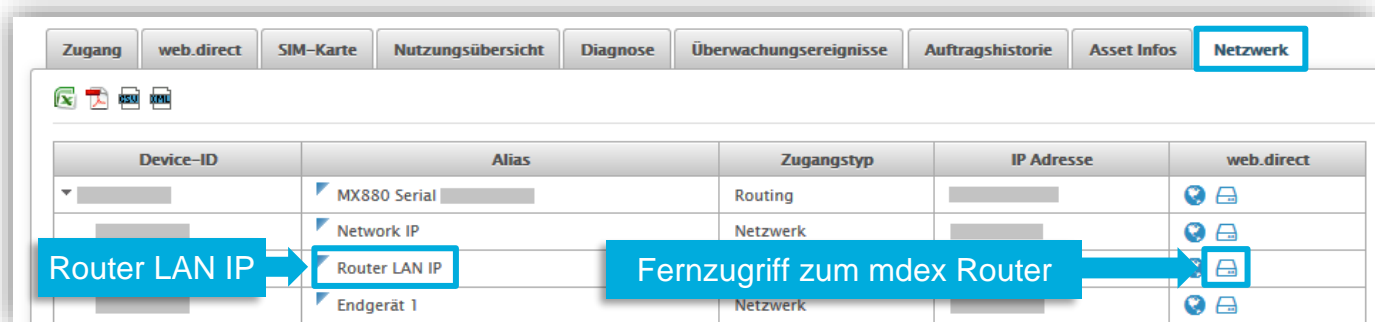 Zugang web.direct SIM-Karte Nutzungsübersicht Diagnose Überwachungsereignisse Auftragshistorie Asset Infos Netzwerk
CSV XML
Device-ID Alias Zugangstyp IP Adresse web.direct
MX880 Serial Routing
Network IP Netzwerk
Router LAN IP Router LAN IP Fernzugriff zum mdex Router
Endgerät 1 Netzwerk